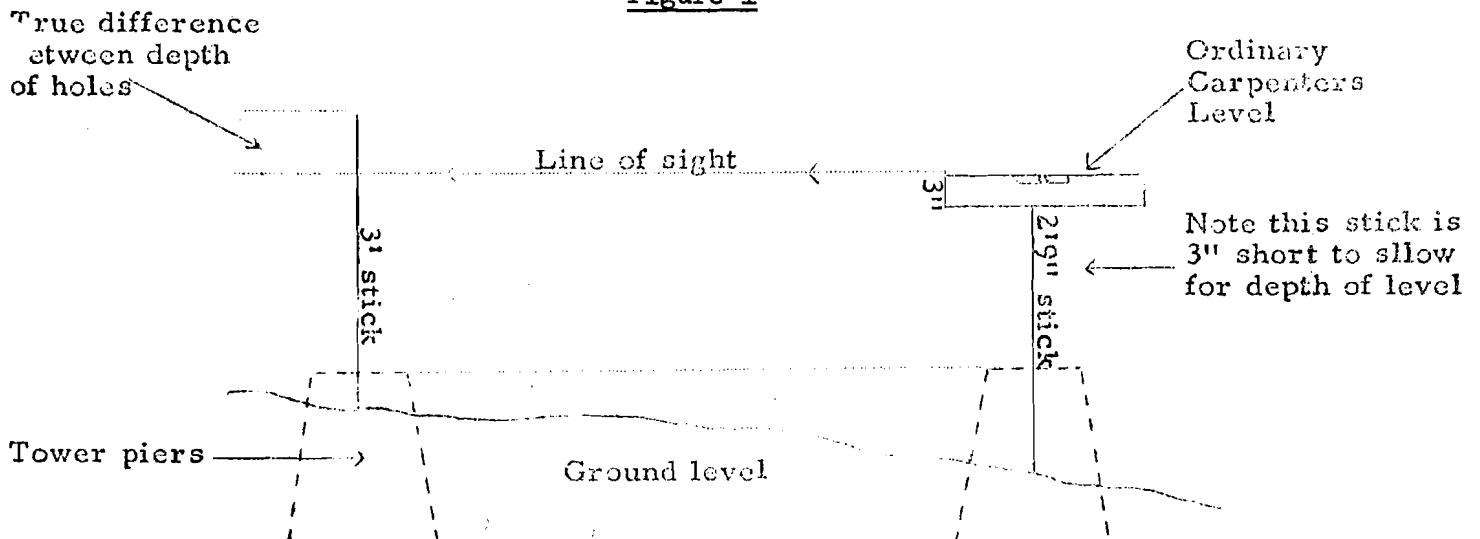 Figure 1
True difference
etween depth
of holes
Ordinary
Carpenters
Level
Line of sight
3"
3' stick
2'9" stick
Note this stick is
3" short to sllow
for depth of level
Tower piers
Ground level